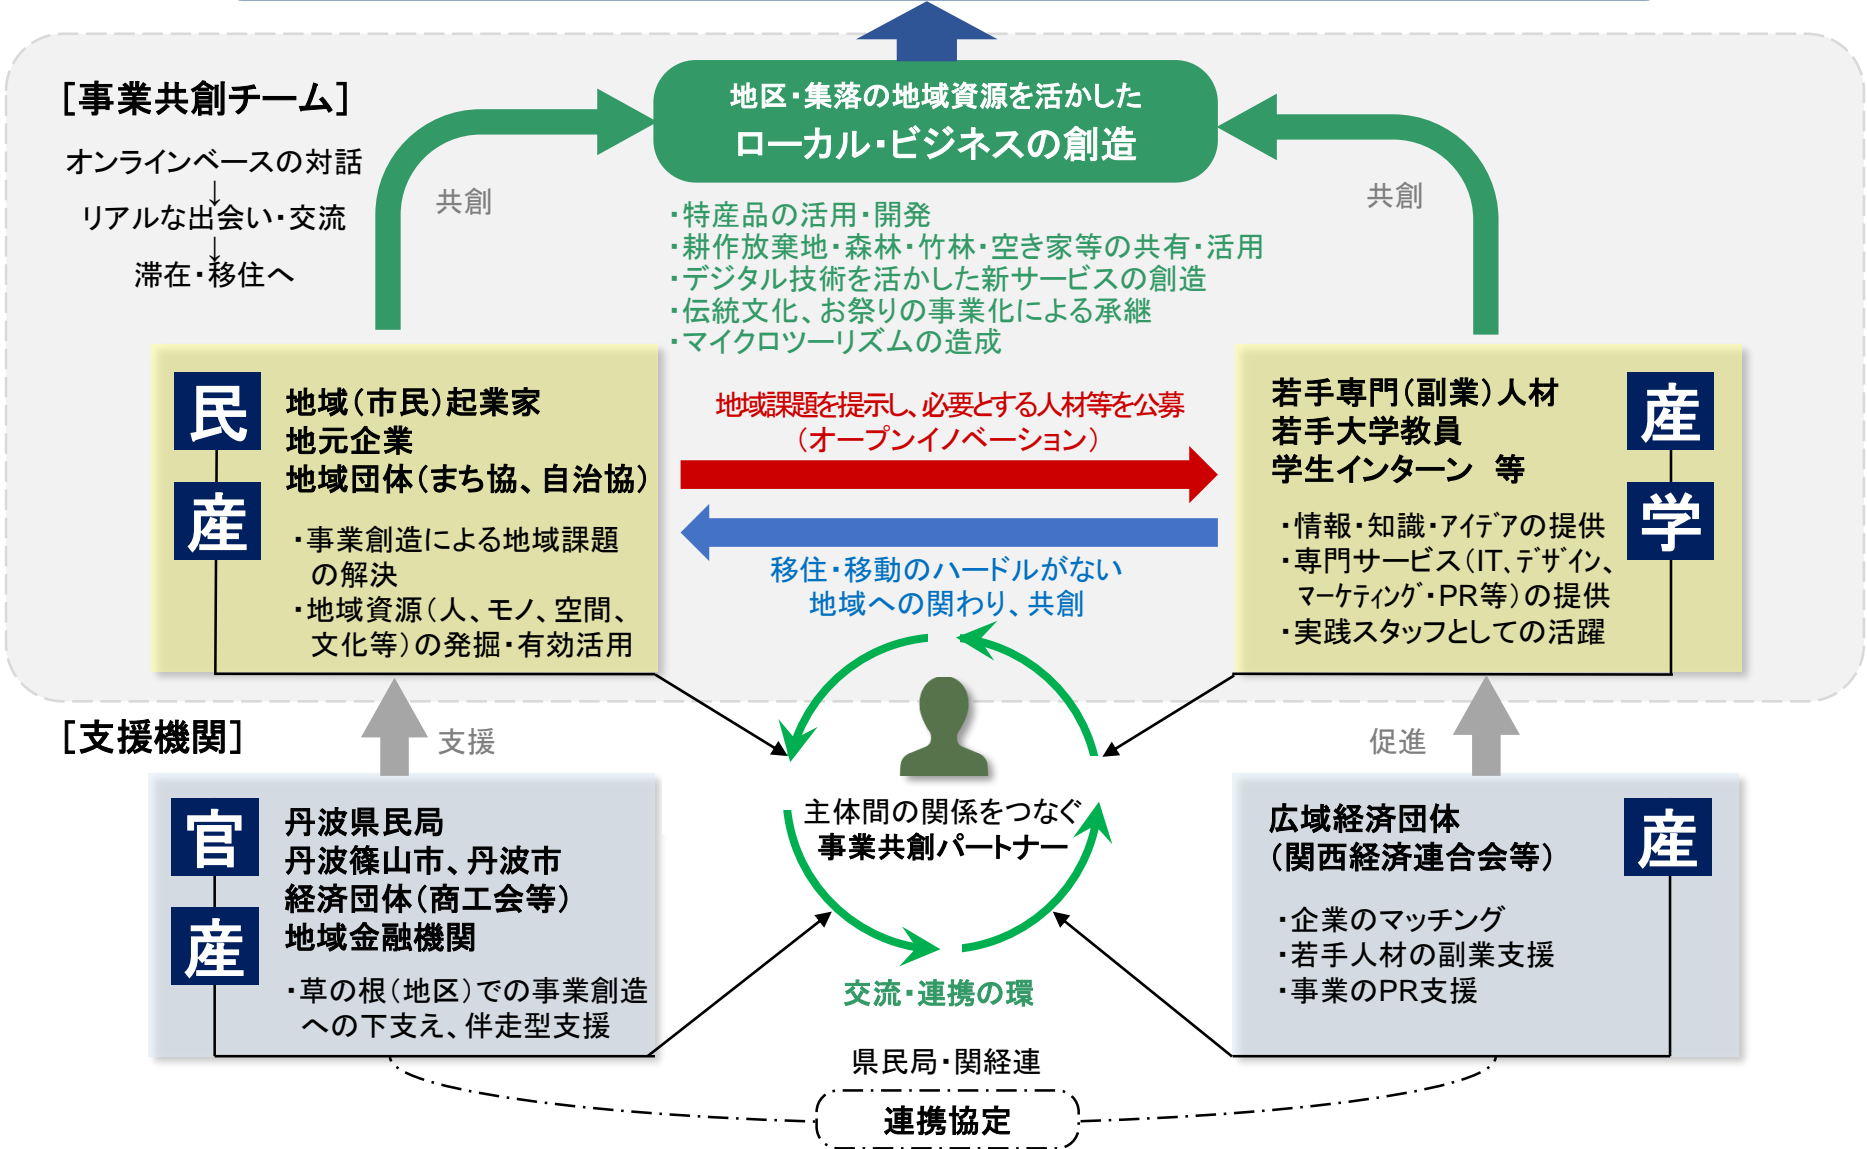 ［事業共創チーム］
オンラインベースの対話
↓
リアルな出会い・交流
↓
滞在・移住へ
共創
地区・集落の地域資源を活かした
ローカル・ビジネスの創造
共創
・特産品の活用・開発
・耕作放棄地・森林・竹林・空き家等の共有・活用
・デジタル技術を活かした新サービスの創造
・伝統文化、お祭りの事業化による承継
・マイクロツーリズムの造成
民
産
地域（市民）起業家
地元企業
地域団体（まち協、自治協）
・事業創造による地域課題
の解決
・地域資源（人、モノ、空間、
文化等）の発掘・有効活用
地域課題を提示し、必要とする人材等を公募
（オープンイノベーション）
移住・移動のハードルがない
地域への関わり、共創
若手専門（副業）人材
若手大学教員
学生インターン　等
産
学
・情報・知識・ｱｲﾃﾞｱの提供
・専門サービス（IT、ﾃﾞｻﾞｲﾝ、
ﾏｰｹﾃｨﾝｸﾞ・PR等）の提供
・実践スタッフとしての活躍
［支援機関］
支援
促進
主体間の関係をつなぐ
事業共創パートナー
交流・連携の環
官
産
丹波県民局
丹波篠山市、丹波市
経済団体（商工会等）
地域金融機関
・草の根（地区）での事業創造
への下支え、伴走型支援
広域経済団体
（関西経済連合会等）
産
・企業のマッチング
・若手人材の副業支援
・事業のPR支援
県民局・関経連
連携協定